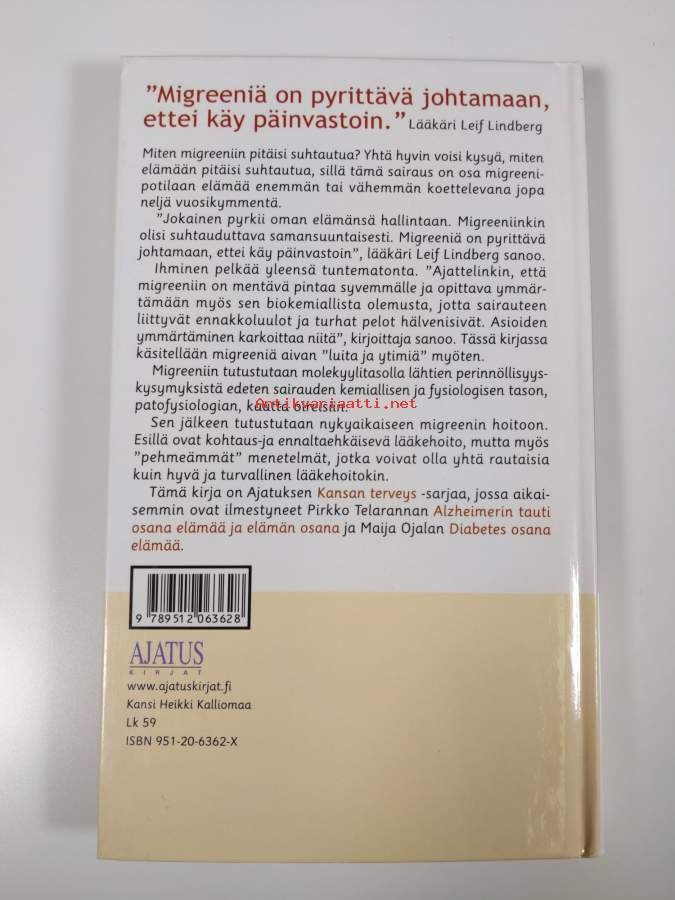 ”Migreeniä on pyrittävä johtamaan,
ettei käy päinvastoin.” Lääkäri Leif Lindberg
Miten migreeniin pitäisi suhtautua? Yhtä hyvin voisi kysyä, miten
elämään pitäisi suhtautua, sillä tämä sairaus on osa migreeni-
potilaan elämää enemmän tai vähemmän koettelevana jopa
neljä vuosikymmentä.
”Jokainen pyrkii oman elämänsä hallintaan. Migreeniinkin
olisi suhtauduttava samansuuntaisesti. Migreeniä on pyrittävä
johtamaan, ettei käy päinvastoin”, lääkäri Leif Lindberg sanoo.
Ihminen pelkää yleensä tuntematonta. ”Ajattelinkin, että
migreeniin on mentävä pintaa syvemmälle ja opittava ymmär-
tämään myös sen biokemiallista olemusta, jotta sairauteen
liittyvät ennakkoluulot ja turhat pelot hälvenisivät. Asioiden
ymmärtäminen karkoittaa niitä”, kirjoittaja sanoo. Tässä kirjassa
käsitellään migreeniä aivan ”luita ja ytimiä” myöten.
Migreeniin tutustutaan molekyylitasolla lähtien perinnöllisyys-
kysymyksistä edeten sairauden kemiallisen ja fysiologisen tason,
patofysiologian, kautta oireisiin.
Antikvariaatti.net
Sen jälkeen tutustutaan nykyaikaiseen migreenin hoitoon.
Esillä ovat kohtaus-ja ennaltaehkäisevä lääkehoito, mutta myös
”pehmeämmät” menetelmät, jotka voivat olla yhtä rautaisia
kuin hyvä ja turvallinen lääkehoitokin.
Tämä kirja on Ajatuksen Kansan terveys -sarjaa, jossa aikai-
semmin ovat ilmestyneet Pirkko Telarannan Alzheimerin tauti
osana elämää ja elämän osana ja Maija Ojalan Diabetes osana
elämää.
9 789512 063628
AJATUS
KIRJAT
www.ajatuskirjat.fi
Kansi Heikki Kalliomaa
Lk 59
ISBN 951-20-6362-X